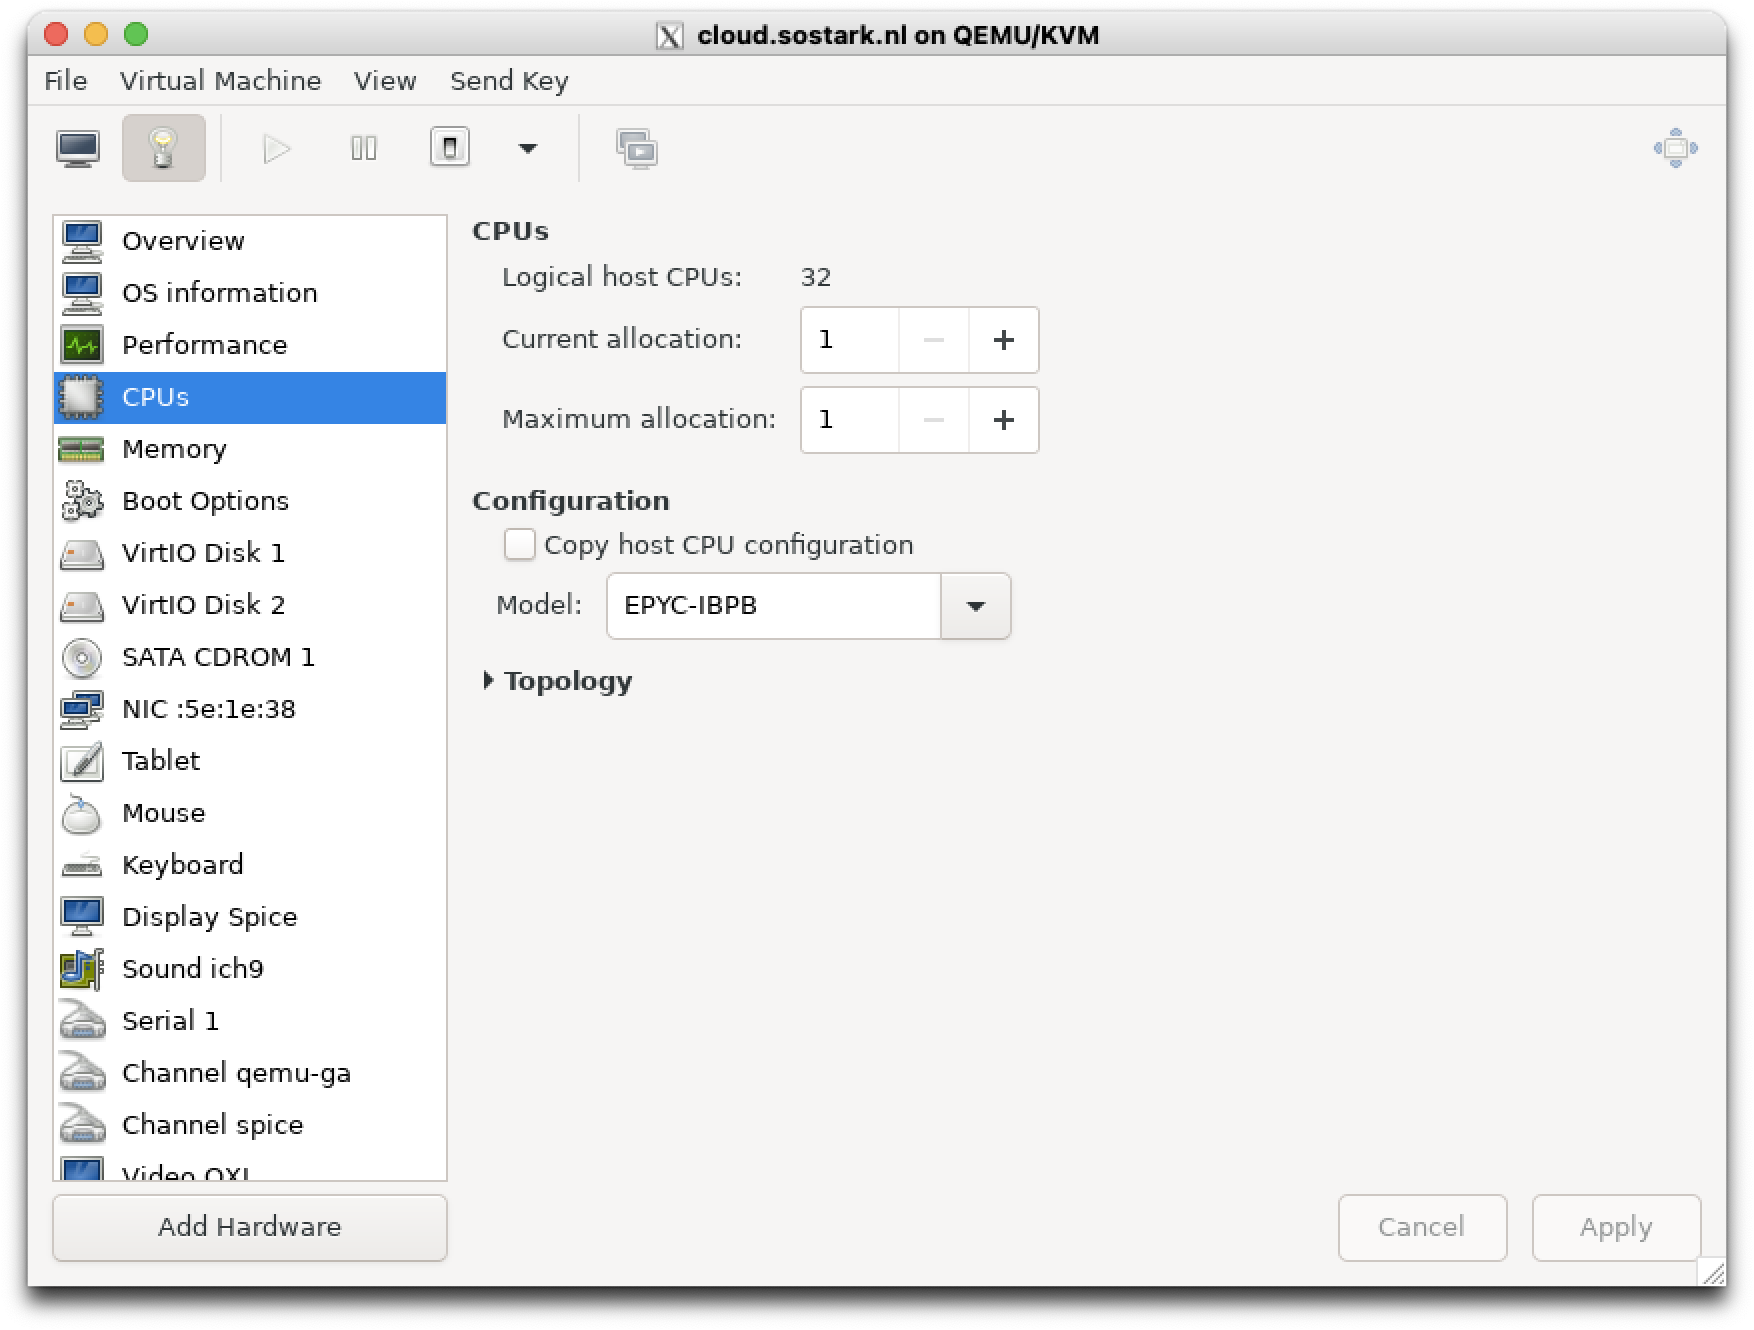 cloud.sostark.nl on QEMU/KVM
File Virtual Machine View Send Key
Overview
OS information
Performance
CPUs
Memory
Boot Options
VirtIO Disk 1
VirtIO Disk 2
SATA CDROM 1
NIC :5e:1e:38
Tablet
Mouse
Keyboard
Display Spice
Sound ich9
Serial 1
Channel qemu-ga
Channel spice
Video QXL
Add Hardware
CPUs
Logical host CPUs: 32
Current allocation: 1
Maximum allocation: 1
Configuration
Copy host CPU configuration
Model: EPYC-IBPB
Topology
Cancel Apply